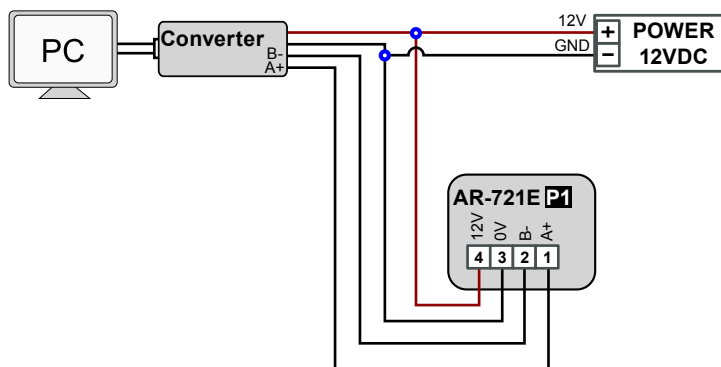 PC
Converter
B-
A+
12V
GND
+
−
POWER
12VDC
AR-721E P1
12V
0V
B-
A+
4 3 2 1